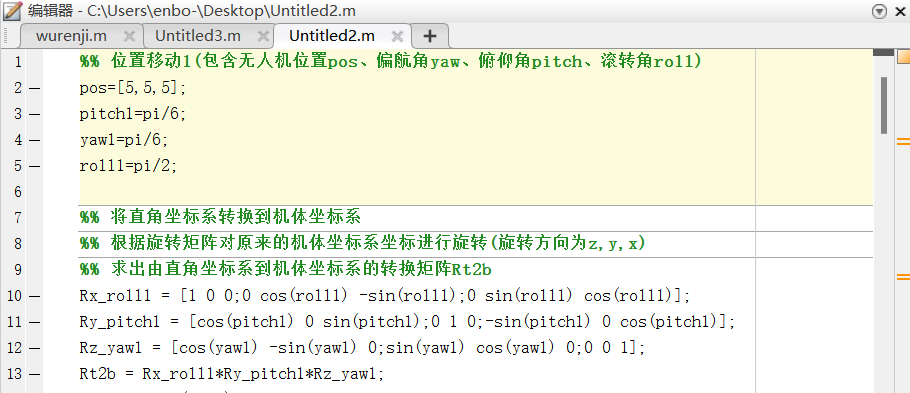 编辑器 - C:\Users\enbo-\Desktop\Untitled2.m
wurenji.m Untitled3.m Untitled2.m
1 %% 位置移动1(包含无人机位置pos、偏航角yaw、俯仰角pitch、滚转角roll)
2 pos=[5,5,5];
3 pitch1=pi/6;
4 yaw1=pi/6;
5 roll1=pi/2;
6
7 %% 将直角坐标系转换到机体坐标系
8 %% 根据旋转矩阵对原来的机体坐标系坐标进行旋转(旋转方向为z,y,x)
9 %% 求出由直角坐标系到机体坐标系的转换矩阵Rt2b
10 Rx_roll1 = [1 0 0;0 cos(roll1) -sin(roll1);0 sin(roll1) cos(roll1)];
11 Ry_pitch1 = [cos(pitch1) 0 sin(pitch1);0 1 0;-sin(pitch1) 0 cos(pitch1)];
12 Rz_yaw1 = [cos(yaw1) -sin(yaw1) 0;sin(yaw1) cos(yaw1) 0;0 0 1];
13 Rt2b = Rx_roll1*Ry_pitch1*Rz_yaw1;